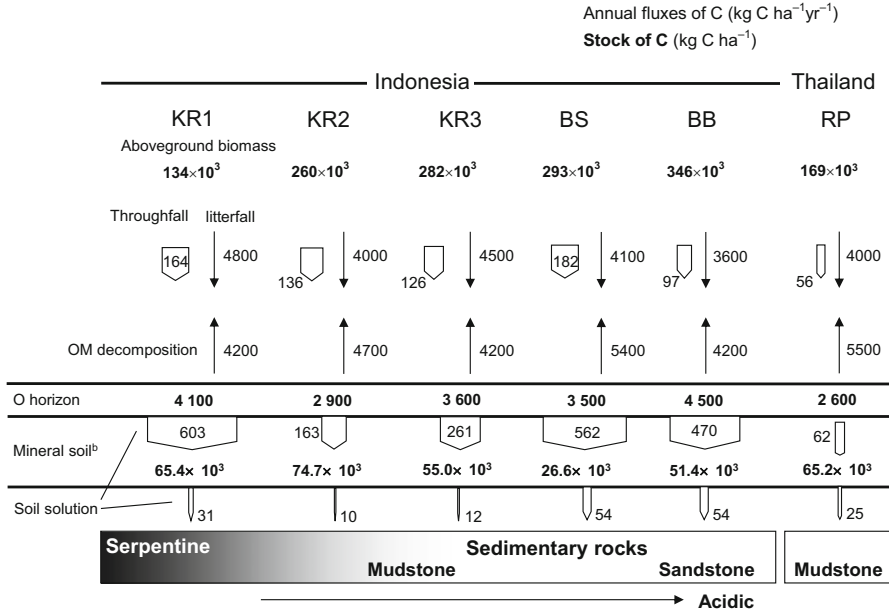 Annual fluxes of C (kg C ha⁻¹yr⁻¹)
Stock of C (kg C ha⁻¹)
Indonesia Thailand
KR1 KR2 KR3 BS BB RP
Aboveground biomass
134×10³ 260×10³ 282×10³ 293×10³ 346×10³ 169×10³
Throughfall litterfall
164 4800 136 4000 126 4500 182 4100 97 3600 56 4000
OM decomposition 4200 4700 4200 5400 4200 5500
O horizon 4 100 2 900 3 600 3 500 4 500 2 600
603 163 261 562 470 62
Mineral soilᵇ
65.4× 10³ 74.7× 10³ 55.0× 10³ 26.6× 10³ 51.4× 10³ 65.2× 10³
Soil solution 31 10 12 54 54 25
Serpentine Sedimentary rocks
Mudstone Sandstone Mudstone
Acidic